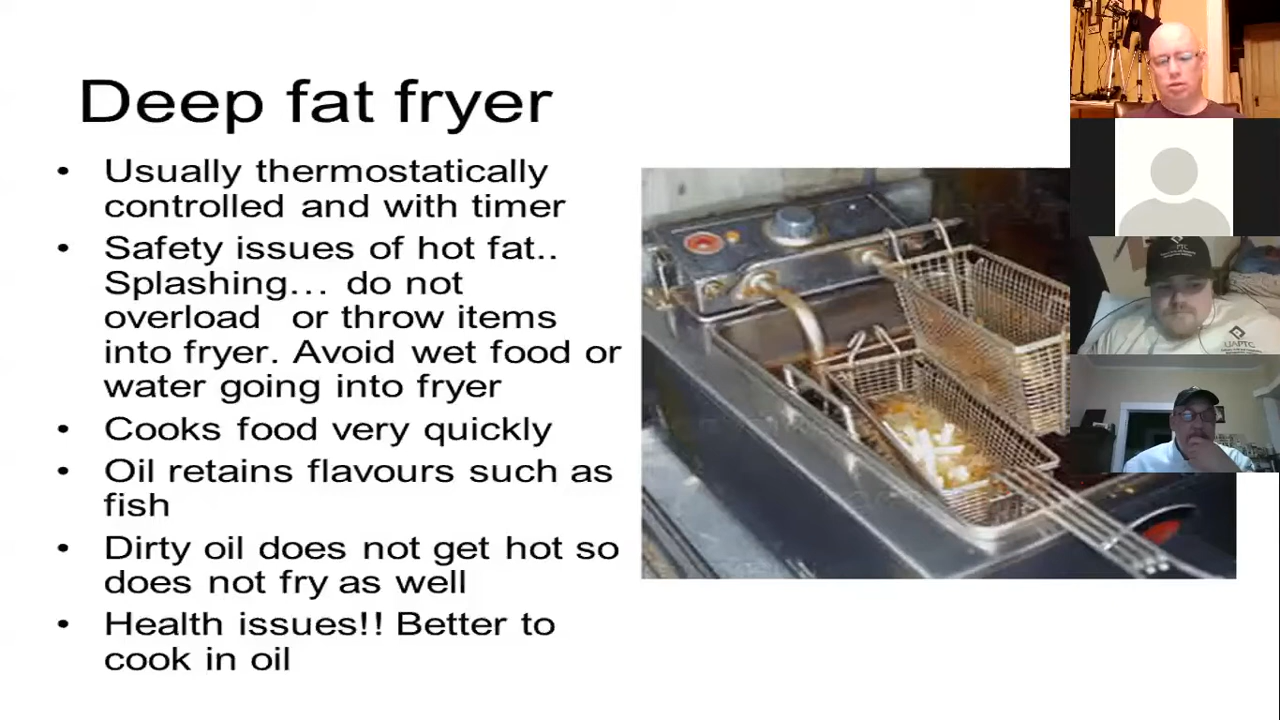 Deep fat fryer
• Usually thermostatically
controlled and with timer
• Safety issues of hot fat..
Splashing… do not
overload or throw items
into fryer. Avoid wet food or
water going into fryer
• Cooks food very quickly
• Oil retains flavours such as
fish
• Dirty oil does not get hot so
does not fry as well
• Health issues!! Better to
cook in oil
PTC
UAPTC